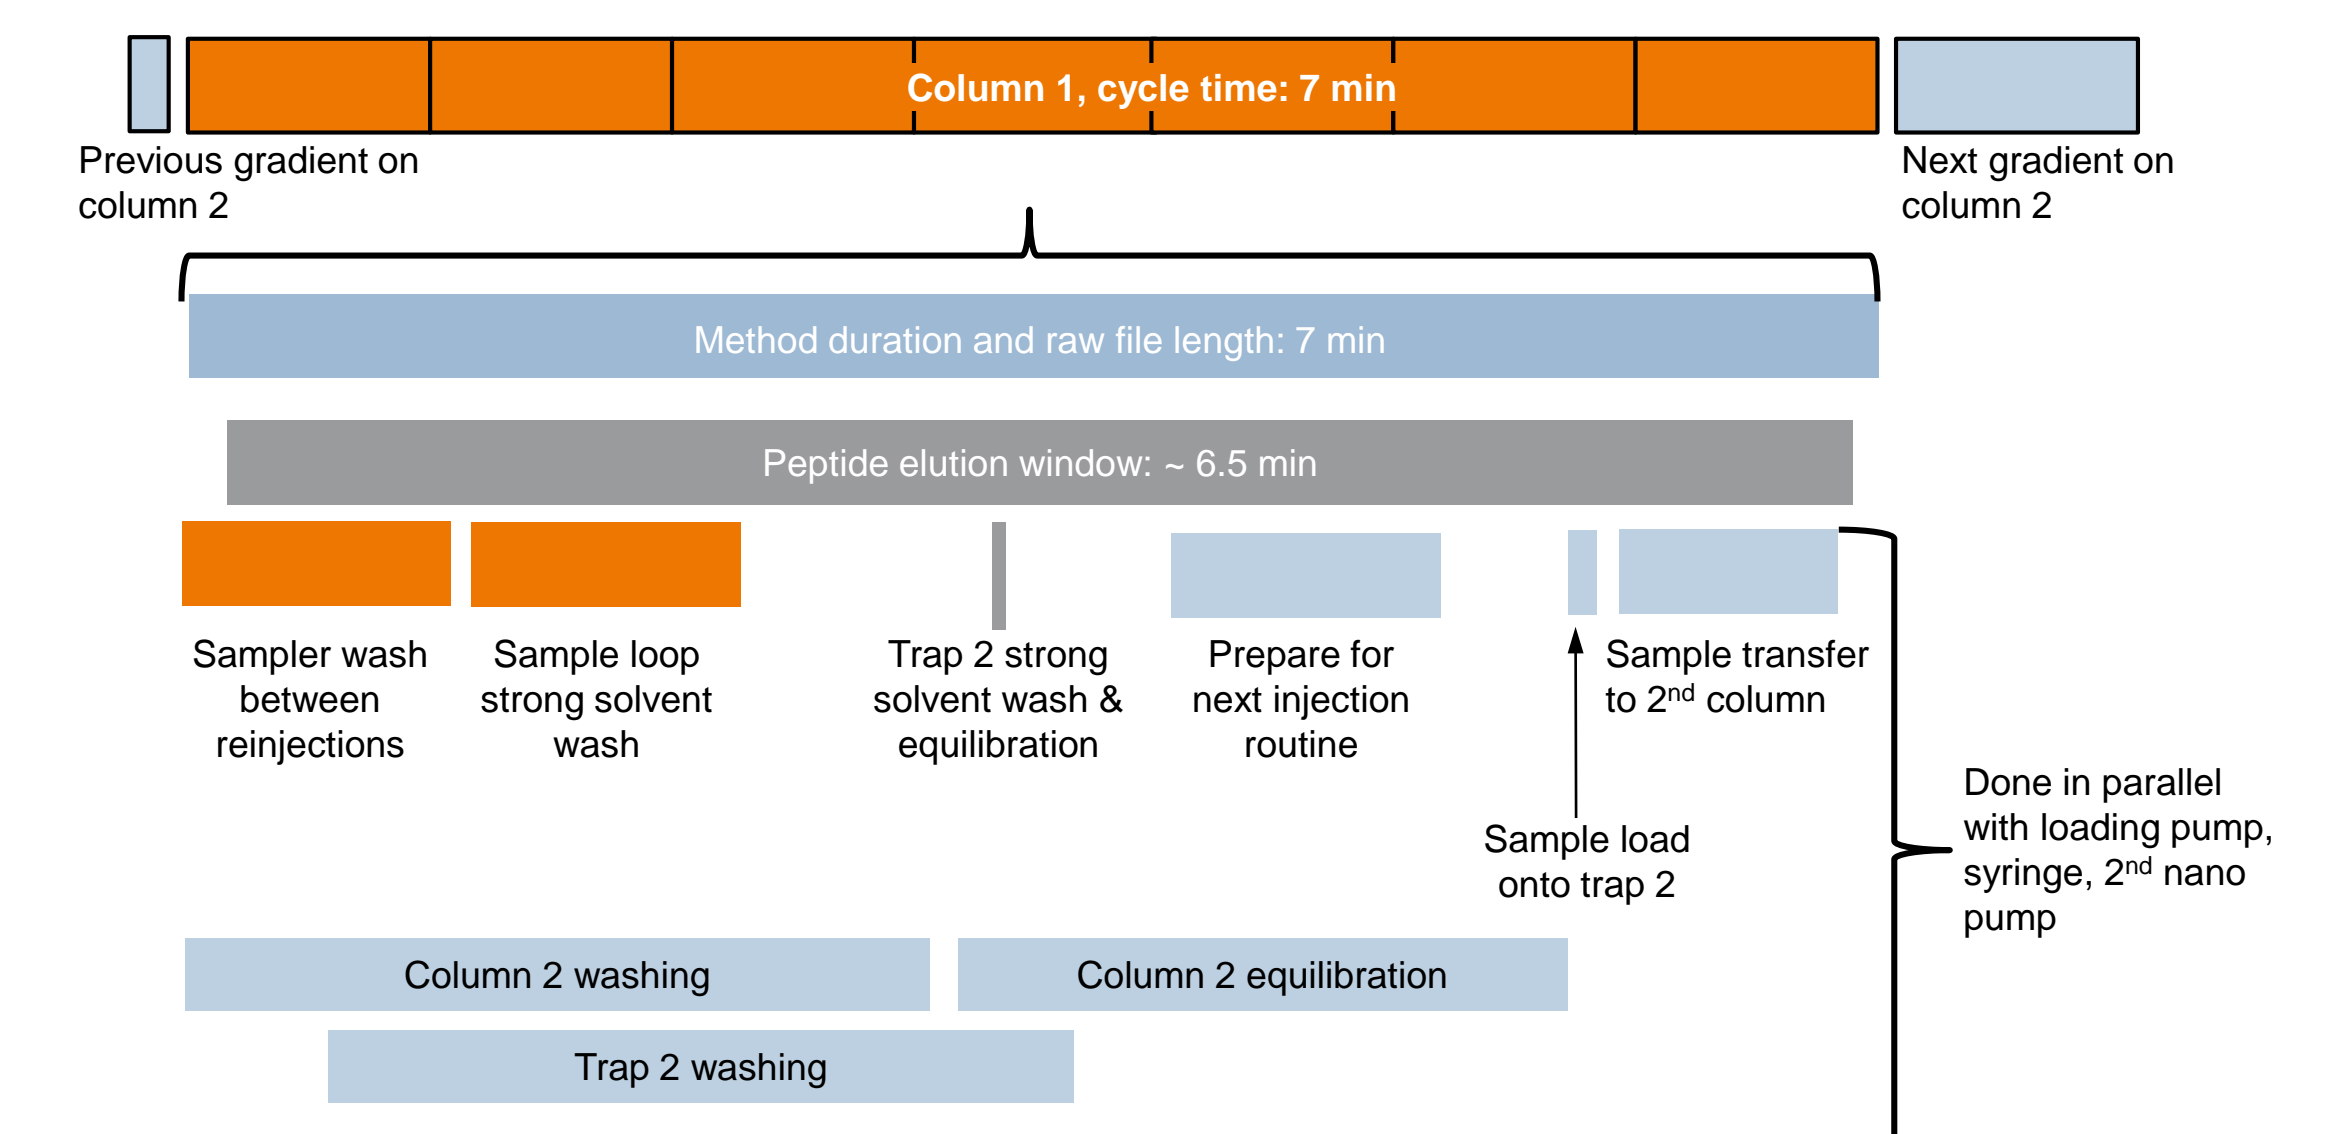 Column 1, cycle time: 7 min
Previous gradient on
column 2
Next gradient on
column 2
Method duration and raw file length: 7 min
Peptide elution window: ~ 6.5 min
Sampler wash
between
reinjections
Sample loop
strong solvent
wash
Trap 2 strong
solvent wash &
equilibration
Prepare for
next injection
routine
Sample transfer
to 2nd column
Sample load
onto trap 2
Done in parallel
with loading pump,
syringe, 2nd nano
pump
Column 2 washing
Column 2 equilibration
Trap 2 washing